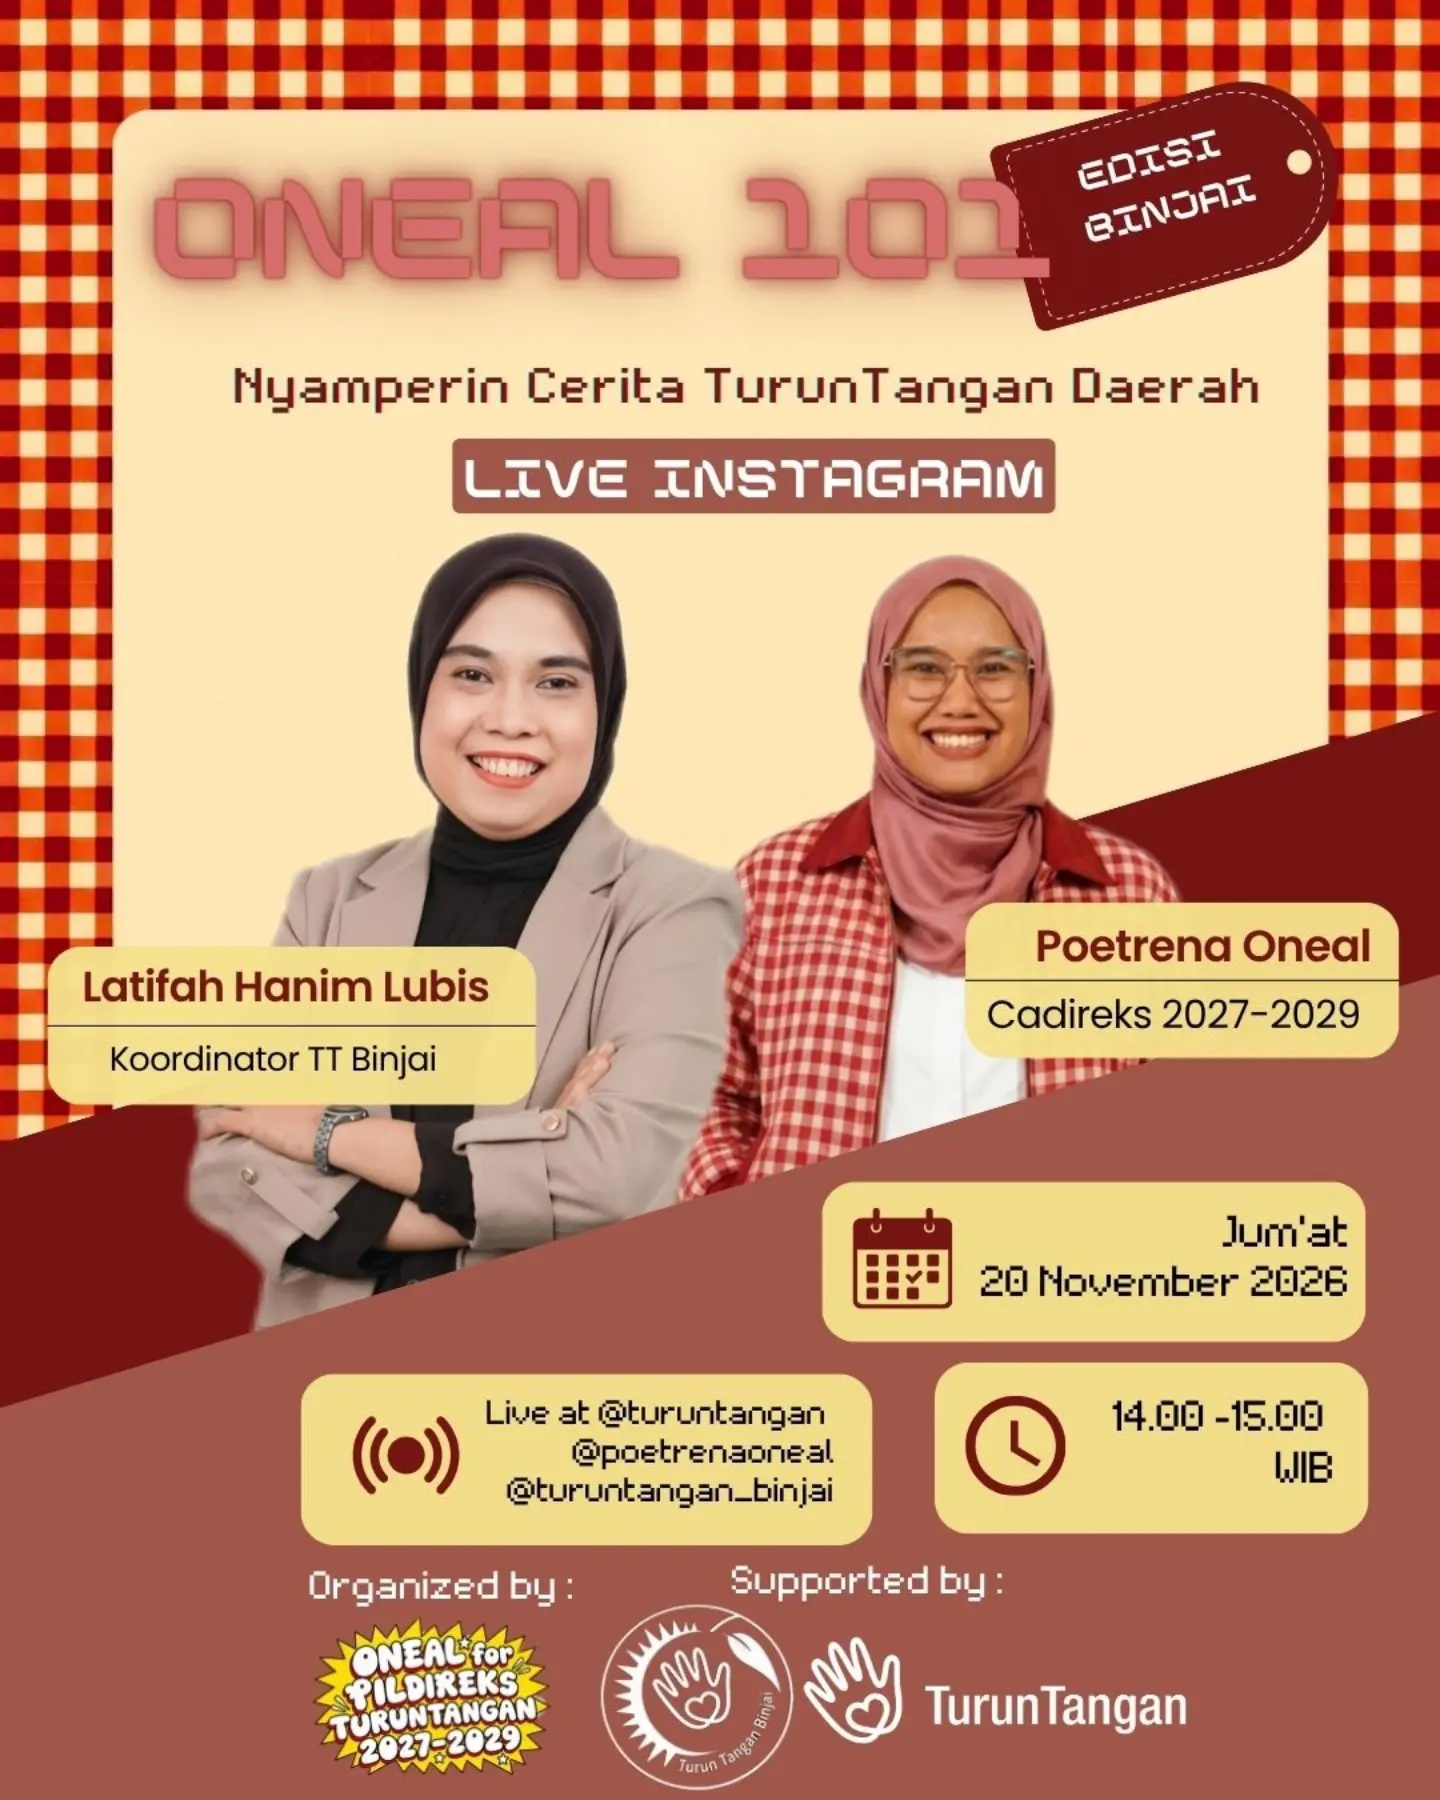 ONEAL 101
EDISI
BINJAI
Nyamperin Cerita TurunTangan Daerah
LIVE INSTAGRAM
Latifah Hanim Lubis
Koordinator TT Binjai
Poetrena Oneal
Cadireks 2027-2029
Jum'at
20 November 2026
Live at @turuntangan
@poetrenaoneal
@turuntangan_binjai
14.00 -15.00
WIB
Organized by :
Supported by :
ONEAL for
PILDIREKS
TURUNTANGAN
2027-2029
Turun Tangan Binjai
TurunTangan